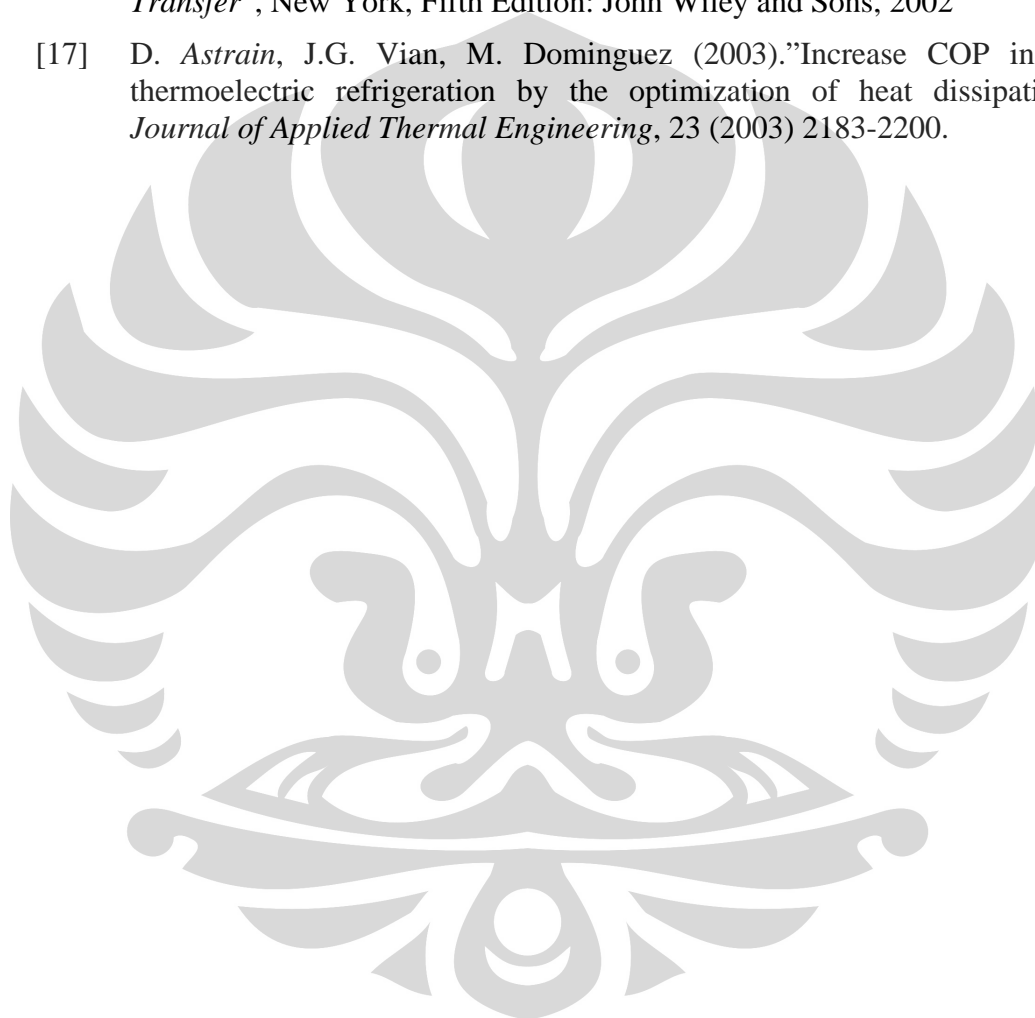 Transfer", New York, Fifth Edition: John Wiley and Sons, 2002
[17] D. Astrain, J.G. Vian, M. Dominguez (2003)."Increase COP in
thermoelectric refrigeration by the optimization of heat dissipati
Journal of Applied Thermal Engineering, 23 (2003) 2183-2200.